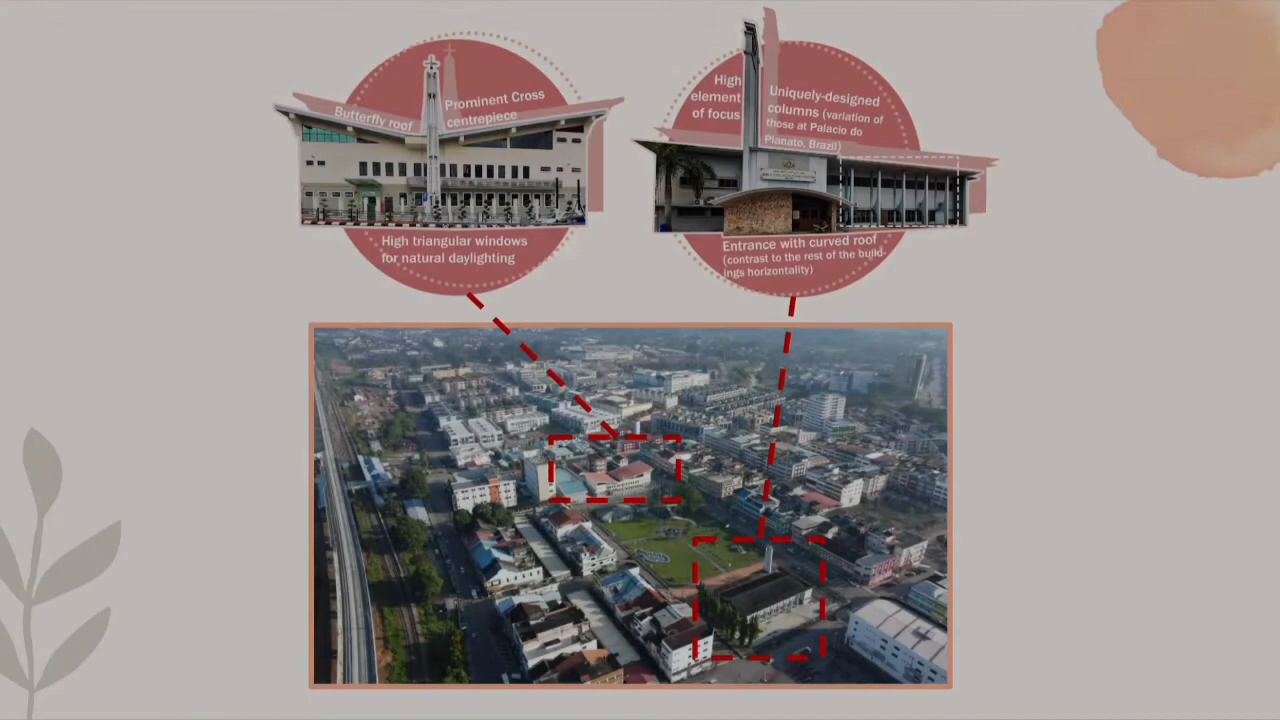 Butterfly roof
Prominent Cross
centrepiece
High triangular windows
for natural daylighting
High
element
of focus
Uniquely-designed
columns (variation of
those at Palacio do
Planato, Brazil)
Entrance with curved roof
(contrast to the rest of the build-
ings horizontality)